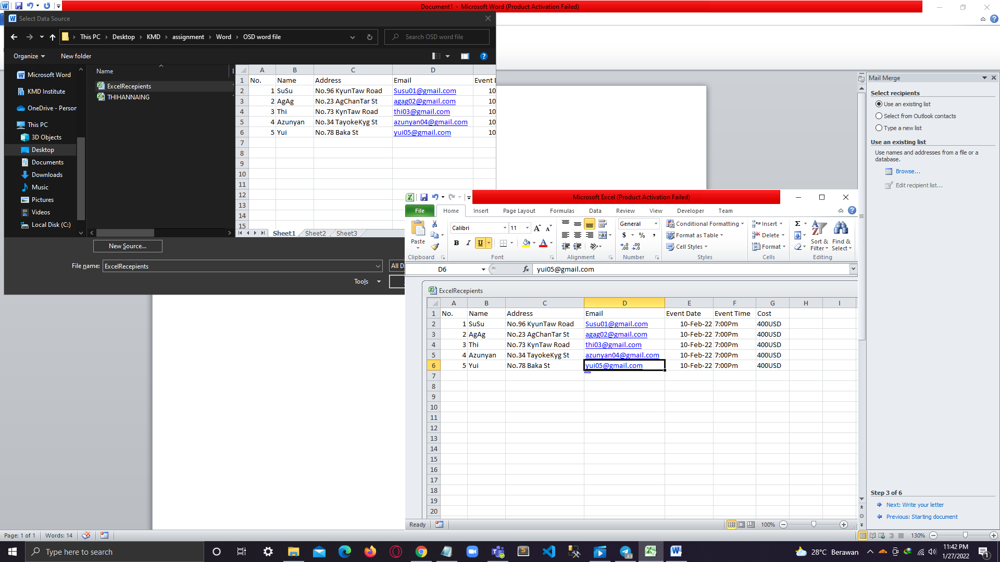 Document1 - Microsoft Word (Product Activation Failed)
Select Data Source
This PC › Desktop › KMD › assignment › Word › OSD word file
Search OSD word file
Organize
New folder
Microsoft Word
KMD Institute
OneDrive - Person
This PC
3D Objects
Desktop
Documents
Downloads
Music
Pictures
Videos
Local Disk (C:)
Name
ExcelRecepients
THIHANNAING
A B C D
1 No. Name Address Email Event D
2 1 SuSu No.96 KyunTaw Road Susu01@gmail.com 10
3 2 AgAg No.23 AgChanTar St agag02@gmail.com 10
4 3 Thi No.73 KynTaw Road thi03@gmail.com 10
5 4 Azunyan No.34 TayokeKyg St azunyan04@gmail.com 10
6 5 Yui No.78 Baka St yui05@gmail.com 10
7
8
9
10
11
12
13
14
15
Sheet1 Sheet2 Sheet3
New Source...
File name: ExcelRecepients
All D
Tools
Microsoft Excel (Product Activation Failed)
File Home Insert Page Layout Formulas Data Review View Developer Team
Paste
Clipboard
Calibri 11
B I U
Font
Alignment
General
$ % ,
Number
Conditional Formatting
Format as Table
Cell Styles
Styles
Insert
Delete
Format
Cells
Σ
Sort & Filter
Find & Select
Editing
D6 fx yui05@gmail.com
ExcelRecepients
A B C D E F G H I
1 No. Name Address Email Event Date Event Time Cost
2 1 SuSu No.96 KyunTaw Road Susu01@gmail.com 10-Feb-22 7:00Pm 400USD
3 2 AgAg No.23 AgChanTar St agag02@gmail.com 10-Feb-22 7:00Pm 400USD
4 3 Thi No.73 KynTaw Road thi03@gmail.com 10-Feb-22 7:00Pm 400USD
5 4 Azunyan No.34 TayokeKyg St azunyan04@gmail.com 10-Feb-22 7:00Pm 400USD
6 5 Yui No.78 Baka St yui05@gmail.com 10-Feb-22 7:00Pm 400USD
7
8
9
10
11
12
13
14
15
16
17
18
19
20
Ready
100%
Mail Merge
Select recipients
Use an existing list
Select from Outlook contacts
Type a new list
Use an existing list
Use names and addresses from a file or a
database.
Browse...
Edit recipient list...
Step 3 of 6
Next: Write your letter
Previous: Starting document
Page: 1 of 1 Words: 14
130%
Type here to search
28°C Berawan
11:42 PM
1/27/2022